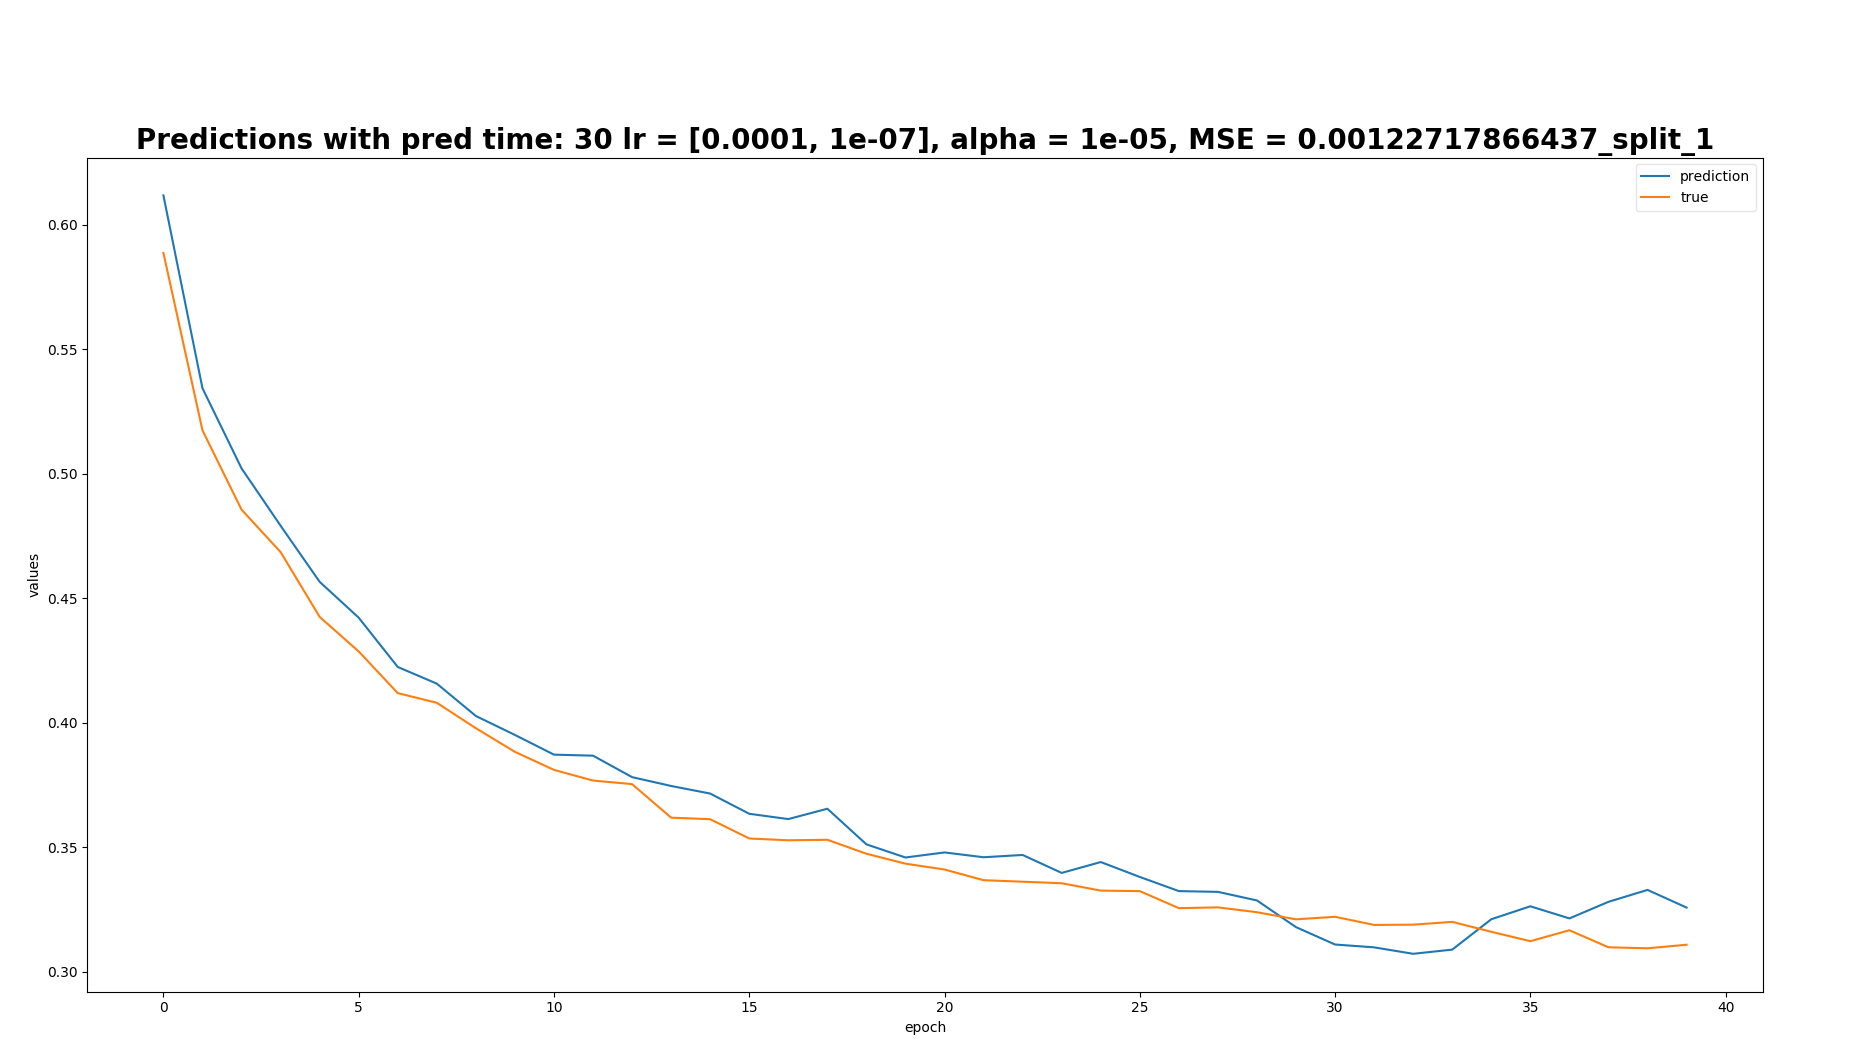 Predictions with pred time: 30 lr = [0.0001, 1e-07], alpha = 1e-05, MSE = 0.00122717866437_split_1
prediction
true
0.60
0.55
0.50
0.45
0.40
0.35
0.30
values
0 5 10 15 20 25 30 35 40
epoch